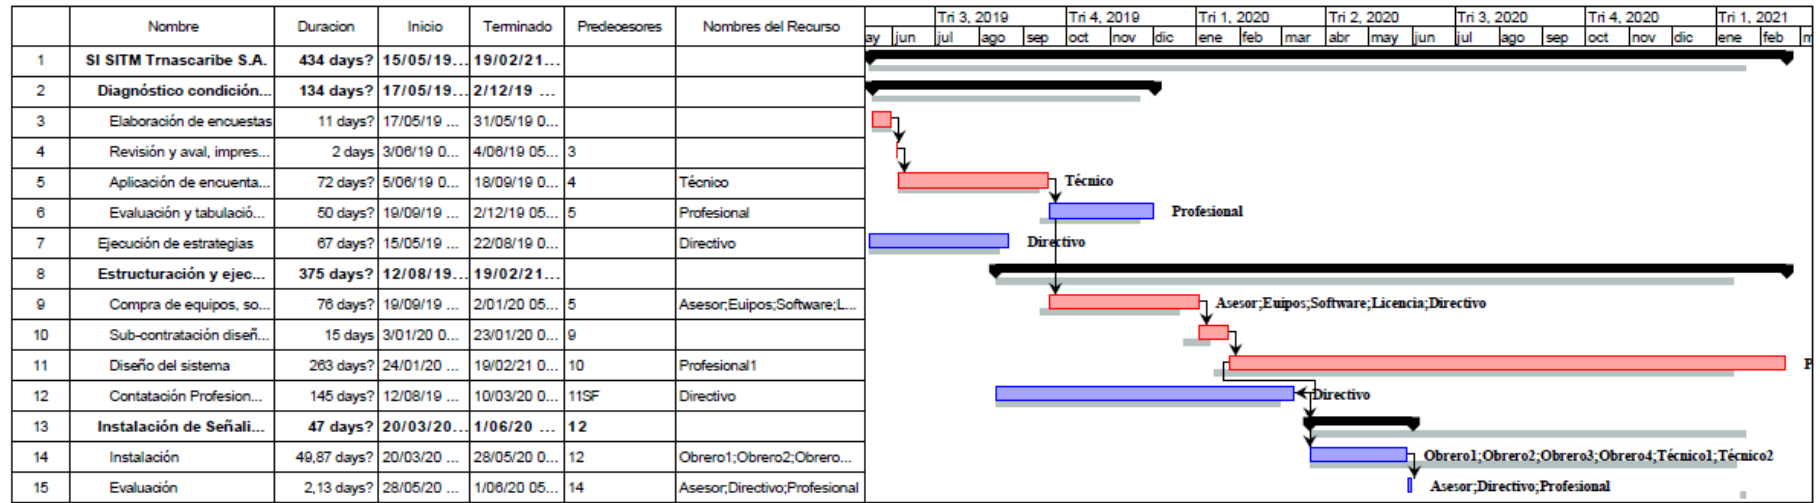 Nombre Duracion Inicio Terminado Predecesores Nombres del Recurso
Tri 3, 2019 Tri 4, 2019 Tri 1, 2020 Tri 2, 2020 Tri 3, 2020 Tri 4, 2020 Tri 1, 2021
ay jun jul ago sep oct nov dic ene feb mar abr may jun jul ago sep oct nov dic ene feb m
1 SI SITM Trnascaribe S.A. 434 days? 15/05/19... 19/02/21...
2 Diagnóstico condición... 134 days? 17/05/19... 2/12/19 ...
3 Elaboración de encuestas 11 days? 17/05/19 ... 31/05/19 0...
4 Revisión y aval, impres... 2 days 3/06/19 0... 4/06/19 05... 3
5 Aplicación de encuenta... 72 days? 5/06/19 0... 18/09/19 0... 4 Técnico Técnico
6 Evaluación y tabulació... 50 days? 19/09/19 ... 2/12/19 05... 5 Profesional Profesional
7 Ejecución de estrategias 67 days? 15/05/19 ... 22/08/19 0... Directivo Directivo
8 Estructuración y ejec... 375 days? 12/08/19... 19/02/21...
9 Compra de equipos, so... 76 days? 19/09/19 ... 2/01/20 05... 5 Asesor;Euipos;Software;L... Asesor;Euipos;Software;Licencia;Directivo
10 Sub-contratación diseñ... 15 days 3/01/20 0... 23/01/20 0... 9
11 Diseño del sistema 263 days? 24/01/20 ... 19/02/21 0... 10 Profesional1 P
12 Contatación Profesion... 145 days? 12/08/19 ... 10/03/20 0... 11SF Directivo Directivo
13 Instalación de Señali... 47 days? 20/03/20... 1/06/20 ... 12
14 Instalación 49,87 days? 20/03/20 ... 28/05/20 0... 12 Obrero1;Obrero2;Obrero... Obrero1;Obrero2;Obrero3;Obrero4;Técnico1;Técnico2
15 Evaluación 2,13 days? 28/05/20 ... 1/06/20 05... 14 Asesor;Directivo;Profesional Asesor;Directivo;Profesional